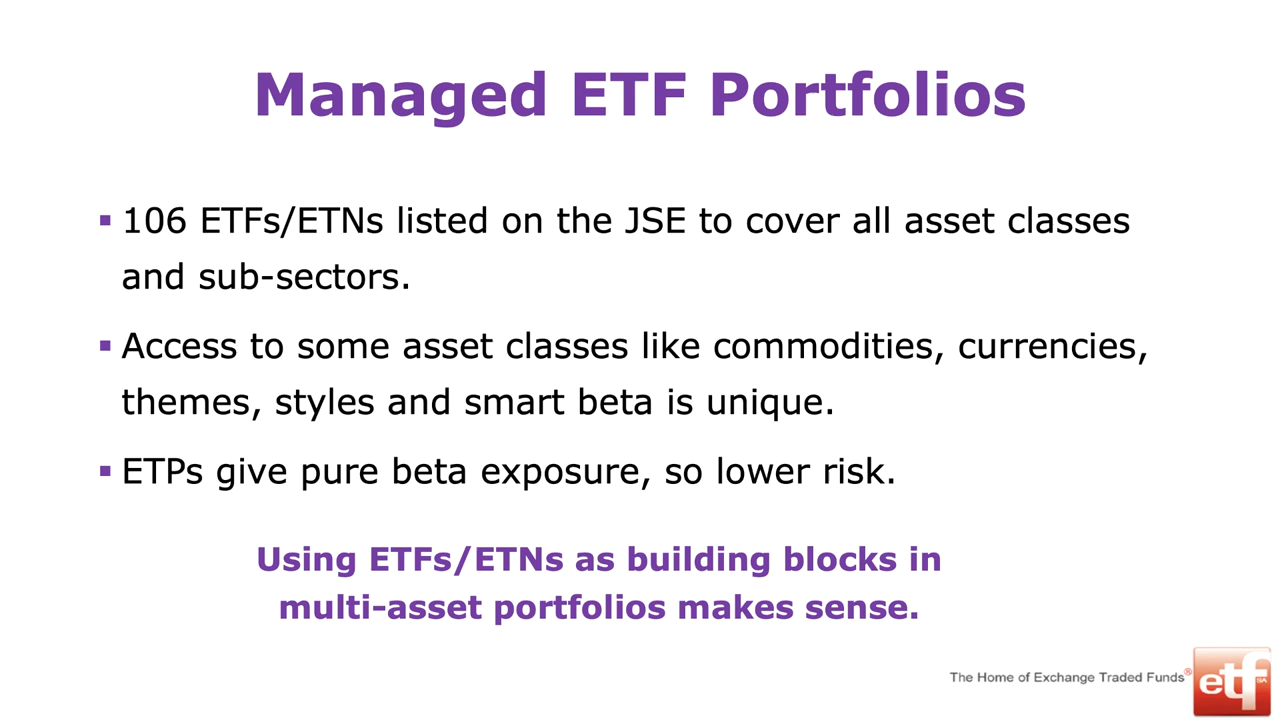 Managed ETF Portfolios
▪ 106 ETFs/ETNs listed on the JSE to cover all asset classes
and sub-sectors.
▪ Access to some asset classes like commodities, currencies,
themes, styles and smart beta is unique.
▪ ETPs give pure beta exposure, so lower risk.
Using ETFs/ETNs as building blocks in
multi-asset portfolios makes sense.
The Home of Exchange Traded Funds®
etf
SA